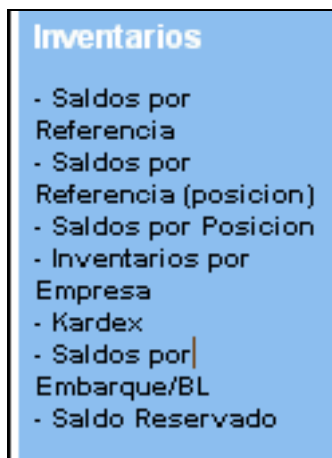 Inventarios
- Saldos por
Referencia
- Saldos por
Referencia (posicion)
- Saldos por Posicion
- Inventarios por
Empresa
- Kardex
- Saldos por
Embarque/BL
- Saldo Reservado